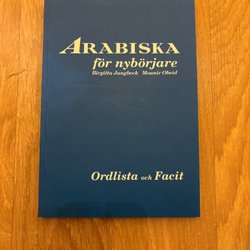 ARABISKA
för nybörjare
Birgitta Jungbeck Mounir Obeid
Ordlista och Facit